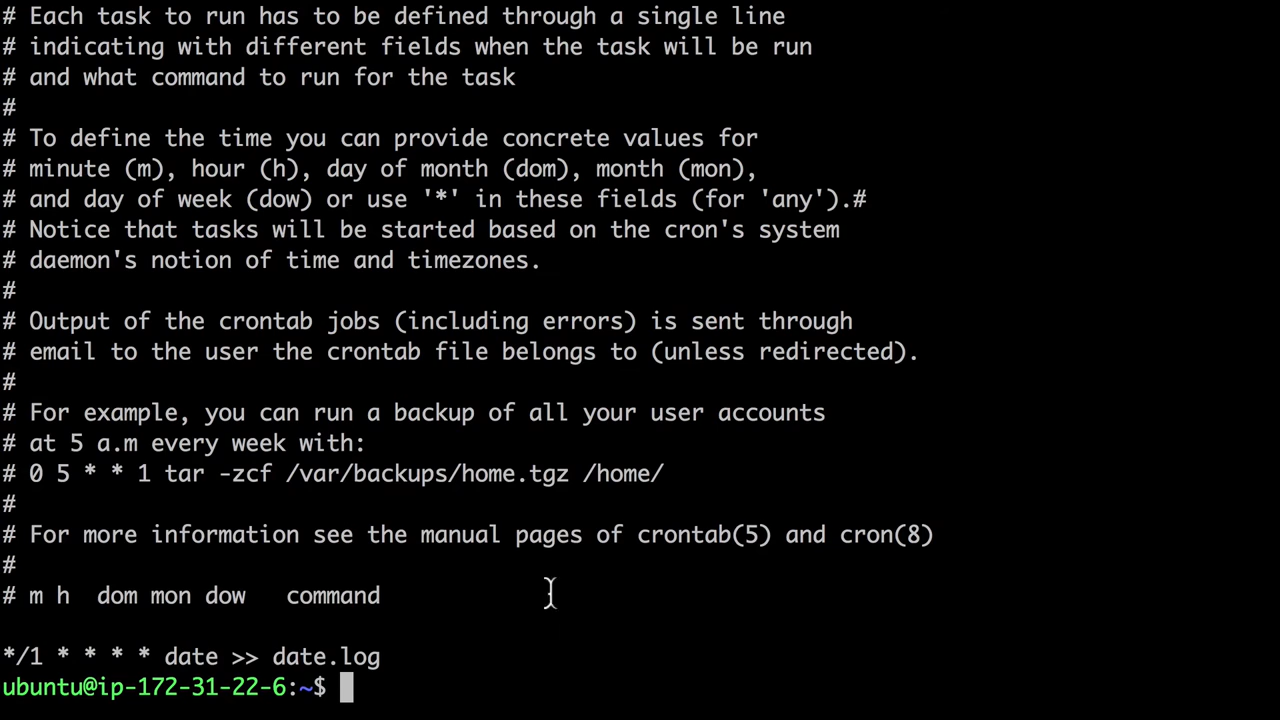 # Each task to run has to be defined through a single line
# indicating with different fields when the task will be run
# and what command to run for the task
#
# To define the time you can provide concrete values for
# minute (m), hour (h), day of month (dom), month (mon),
# and day of week (dow) or use '*' in these fields (for 'any').#
# Notice that tasks will be started based on the cron's system
# daemon's notion of time and timezones.
#
# Output of the crontab jobs (including errors) is sent through
# email to the user the crontab file belongs to (unless redirected).
#
# For example, you can run a backup of all your user accounts
# at 5 a.m every week with:
# 0 5 * * 1 tar -zcf /var/backups/home.tgz /home/
#
# For more information see the manual pages of crontab(5) and cron(8)
#
# m h  dom mon dow   command
*/1 * * * * date >> date.log
ubuntu@ip-172-31-22-6:~$